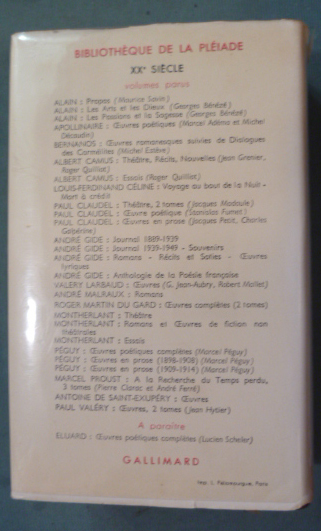 BIBLIOTHÈQUE DE LA PLÉIADE
XXe SIÈCLE
volumes parus
ALAIN : Propos (Maurice Savin)
ALAIN : Les Arts et les Dieux (Georges Bénézé)
ALAIN : Les Passions et la Sagesse (Georges Bénézé)
APOLLINAIRE : Œuvres poétiques (Marcel Adéma et Michel
Décaudin)
BERNANOS : Œuvres romanesques suivies de Dialogues
des Carmélites (Michel Estève)
ALBERT CAMUS : Théâtre, Récits, Nouvelles (Jean Grenier,
Roger Quilliot)
ALBERT CAMUS : Essais (Roger Quilliot)
LOUIS-FERDINAND CÉLINE : Voyage au bout de la Nuit -
Mort à crédit
PAUL CLAUDEL : Théâtre, 2 tomes (Jacques Madaule)
PAUL CLAUDEL : Œuvre poétique (Stanislas Fumet)
PAUL CLAUDEL : Œuvres en prose (Jacques Petit, Charles
Galpérine)
ANDRÉ GIDE : Journal 1889-1939
ANDRÉ GIDE : Journal 1939-1949 - Souvenirs
ANDRÉ GIDE : Romans - Récits et Soties - Œuvres
lyriques
ANDRÉ GIDE : Anthologie de la Poésie française
VALERY LARBAUD : Œuvres (G. Jean-Aubry, Robert Mallet)
ANDRÉ MALRAUX : Romans
ROGER MARTIN DU GARD : Œuvres complètes (2 tomes)
MONTHERLANT : Théâtre
MONTHERLANT : Romans et Œuvres de fiction non
théâtrales
MONTHERLANT : Essais
PÉGUY : Œuvres poétiques complètes (Marcel Péguy)
PÉGUY : Œuvres en prose (1898-1908) (Marcel Péguy)
PÉGUY : Œuvres en prose (1909-1914) (Marcel Péguy)
MARCEL PROUST : A la Recherche du Temps perdu,
3 tomes (Pierre Clarac et André Ferré)
ANTOINE DE SAINT-EXUPÉRY : Œuvres
PAUL VALÉRY : Œuvres, 2 tomes (Jean Hytier)
A paraître
ELUARD : Œuvres poétiques complètes (Lucien Scheler)
GALLIMARD
Imp. J. Paris